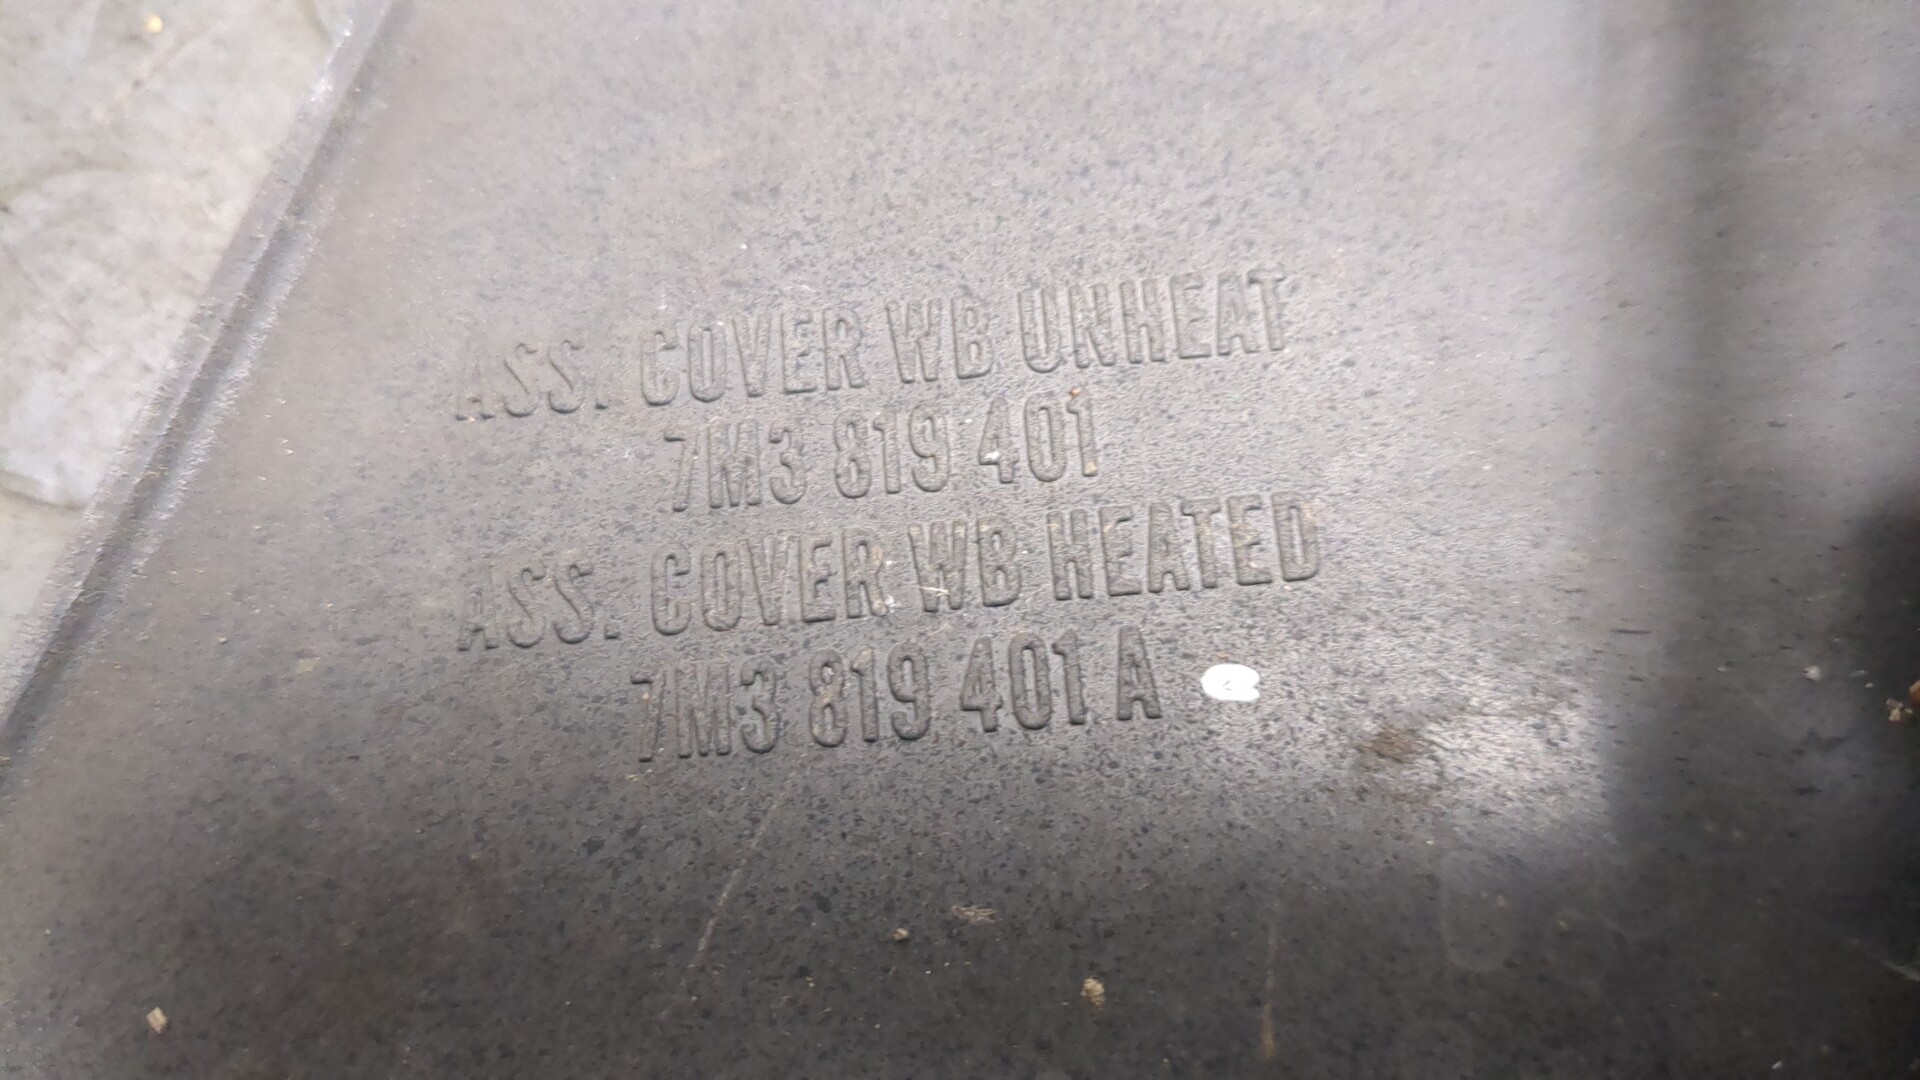 ASS. COVER WB UNHEAT
7M3 819 401
ASS. COVER WB HEATED
7M3 819 401 A